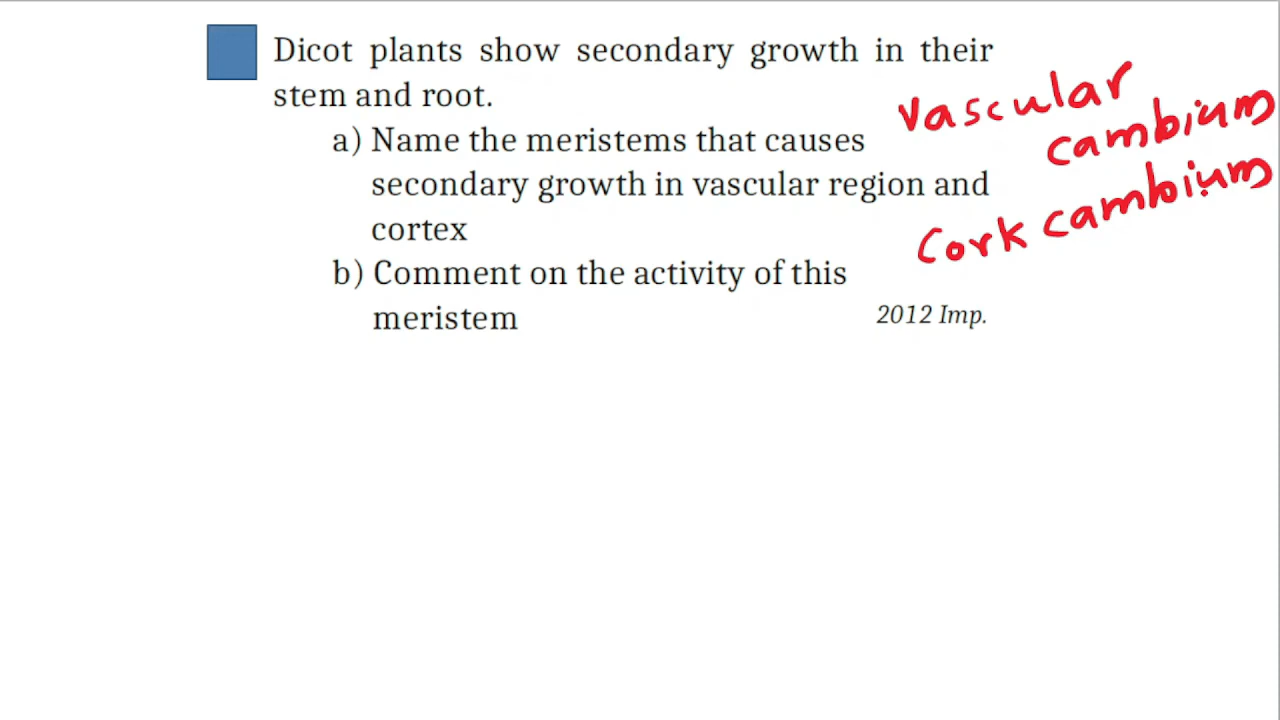 Dicot plants show secondary growth in their
stem and root.
a) Name the meristems that causes
secondary growth in vascular region and
cortex
b) Comment on the activity of this
meristem
2012 Imp.
vascular
cambium
Cork cambium